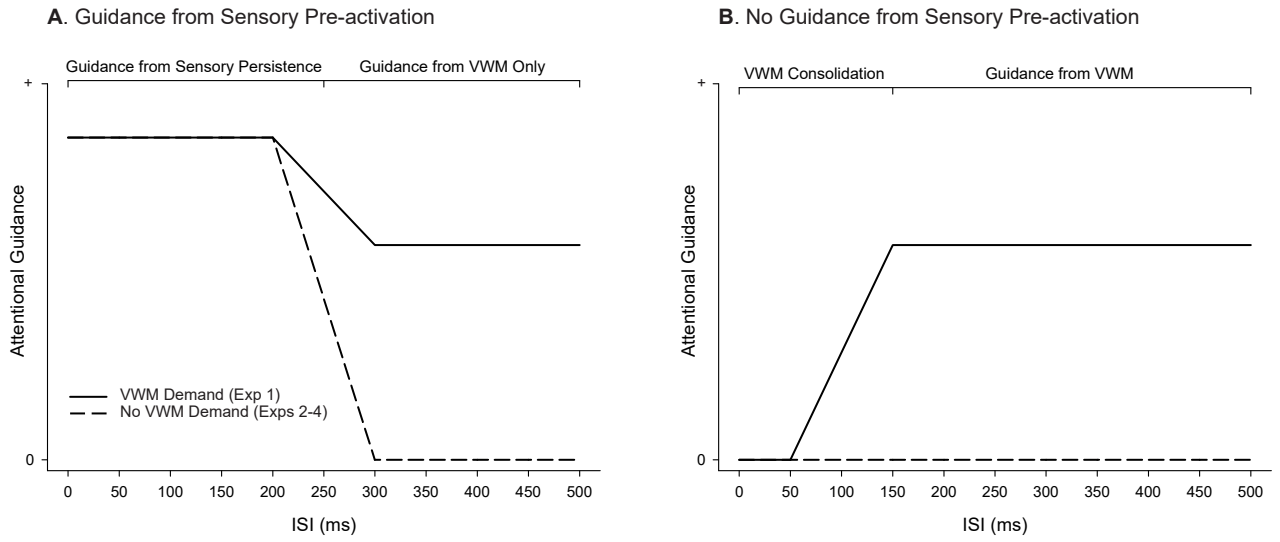 A. Guidance from Sensory Pre-activation
Guidance from Sensory Persistence
Guidance from VWM Only
+
Attentional Guidance
VWM Demand (Exp 1)
No VWM Demand (Exps 2-4)
0
0 50 100 150 200 250 300 350 400 450 500
ISI (ms)
B. No Guidance from Sensory Pre-activation
VWM Consolidation
Guidance from VWM
+
Attentional Guidance
0
0 50 100 150 200 250 300 350 400 450 500
ISI (ms)